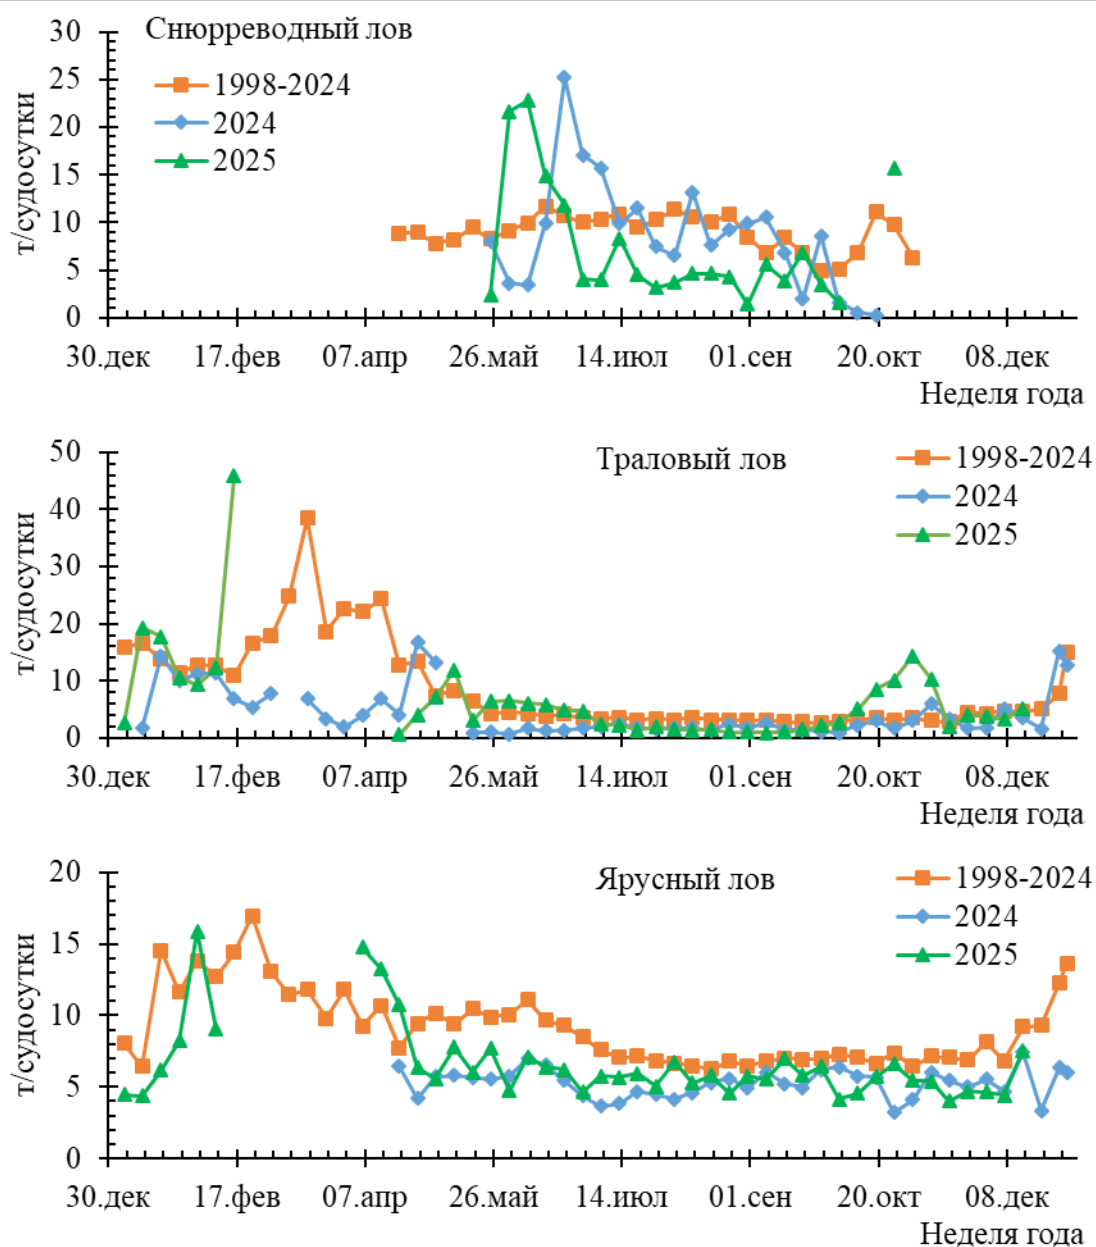 Снюрреводный лов
1998-2024
2024
2025
т/судосутки
30
25
20
15
10
5
0
30.дек 17.фев 07.апр 26.май 14.июл 01.сен 20.окт 08.дек
Неделя года
Траловый лов
1998-2024
2024
2025
т/судосутки
50
40
30
20
10
0
30.дек 17.фев 07.апр 26.май 14.июл 01.сен 20.окт 08.дек
Неделя года
Ярусный лов
1998-2024
2024
2025
т/судосутки
20
15
10
5
0
30.дек 17.фев 07.апр 26.май 14.июл 01.сен 20.окт 08.дек
Неделя года